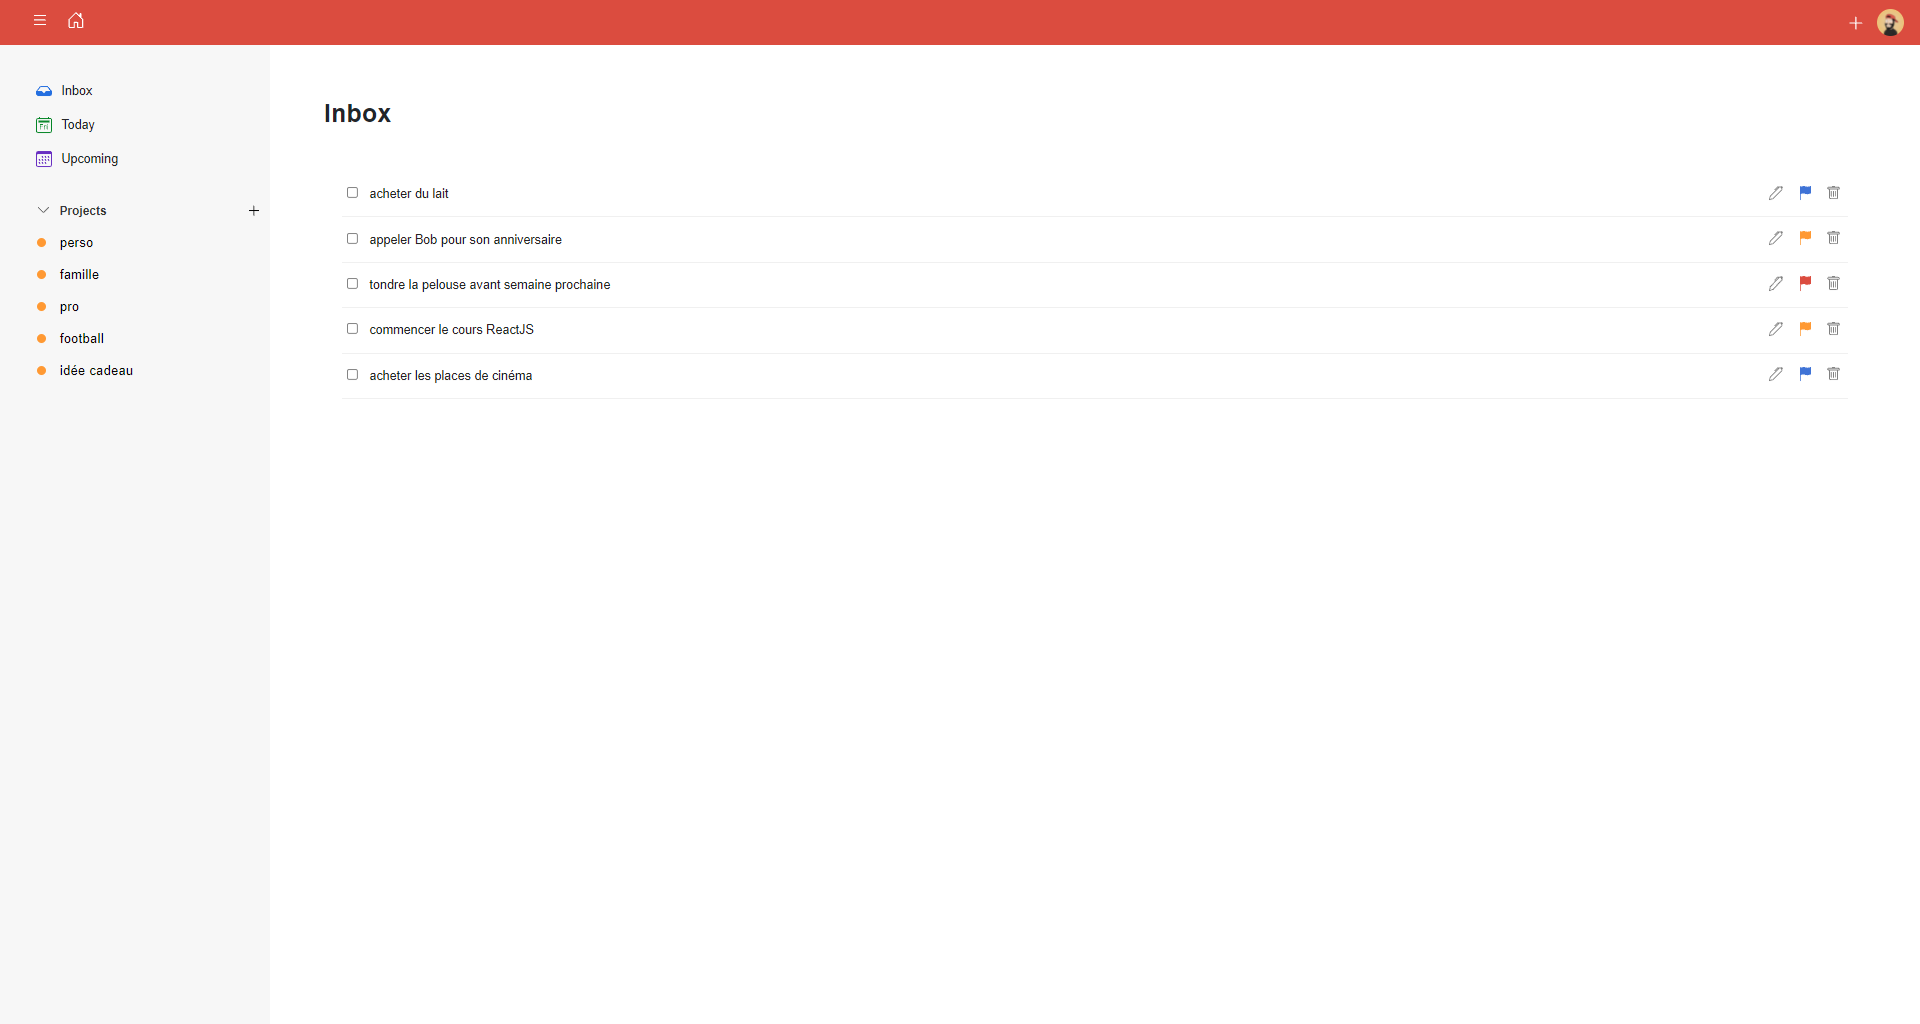 Inbox
Today
Fri
Upcoming
Projects
perso
famille
pro
football
idée cadeau
Inbox
acheter du lait
appeler Bob pour son anniversaire
tondre la pelouse avant semaine prochaine
commencer le cours ReactJS
acheter les places de cinéma